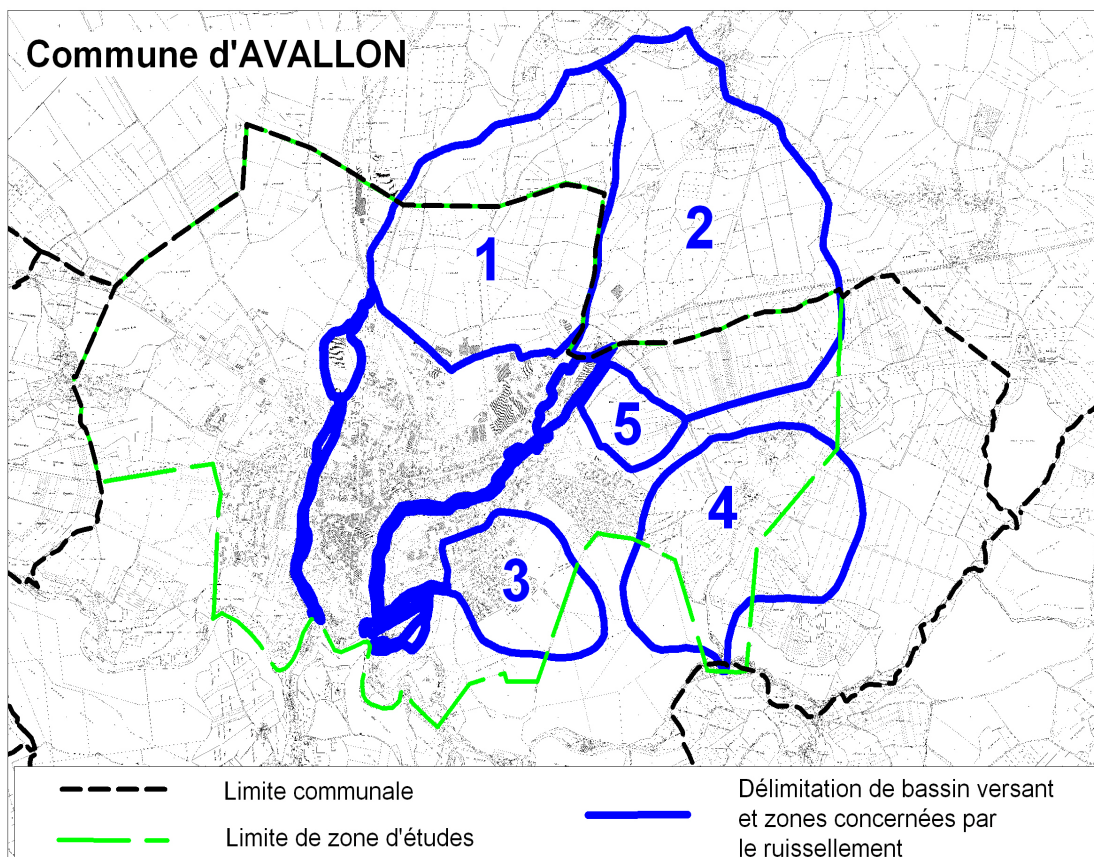 Commune d'AVALLON
1
2
5
4
3
Limite communale
Limite de zone d'études
Délimitation de bassin versant
et zones concernées par
le ruissellement